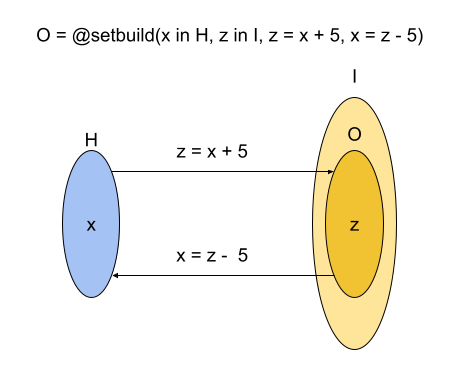 O = @setbuild(x in H, z in I, z = x + 5, x = z - 5)
I
H
O
z = x + 5
x
z
x = z - 5